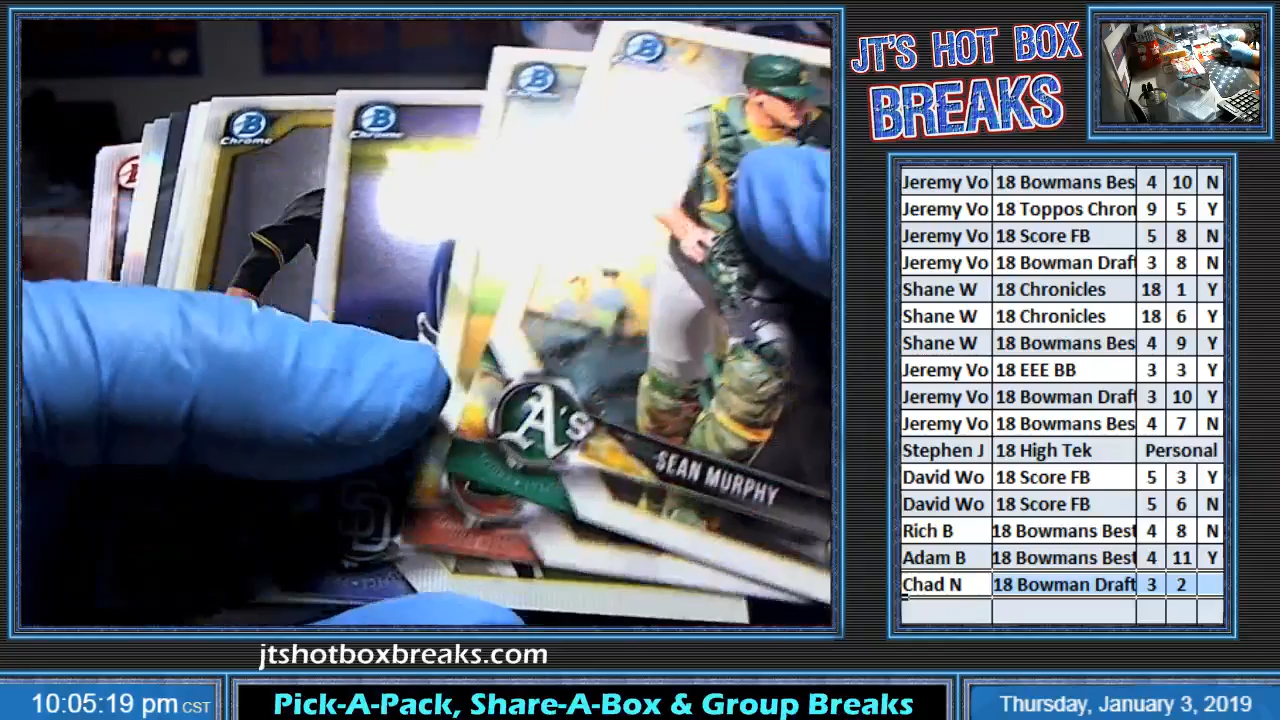 JT'S HOT BOX
BREAKS
Chrome
Chrome
A's
SEAN MURPHY
SD
Jeremy Vo 18 Bowmans Bes 4 10 N
Jeremy Vo 18 Toppos Chron 9 5 Y
Jeremy Vo 18 Score FB 5 8 N
Jeremy Vo 18 Bowman Draft 3 8 N
Shane W 18 Chronicles 18 1 Y
Shane W 18 Chronicles 18 6 Y
Shane W 18 Bowmans Bes 4 9 Y
Jeremy Vo 18 EEE BB 3 3 Y
Jeremy Vo 18 Bowman Draft 3 10 Y
Jeremy Vo 18 Bowmans Bes 4 7 N
Stephen J 18 High Tek Personal
David Wo 18 Score FB 5 3 Y
David Wo 18 Score FB 5 6 N
Rich B 18 Bowmans Best 4 8 N
Adam B 18 Bowmans Best 4 11 Y
Chad N 18 Bowman Draft 3 2
jtshotboxbreaks.com
10:05:19 pm CST
Pick-A-Pack, Share-A-Box & Group Breaks
Thursday, January 3, 2019